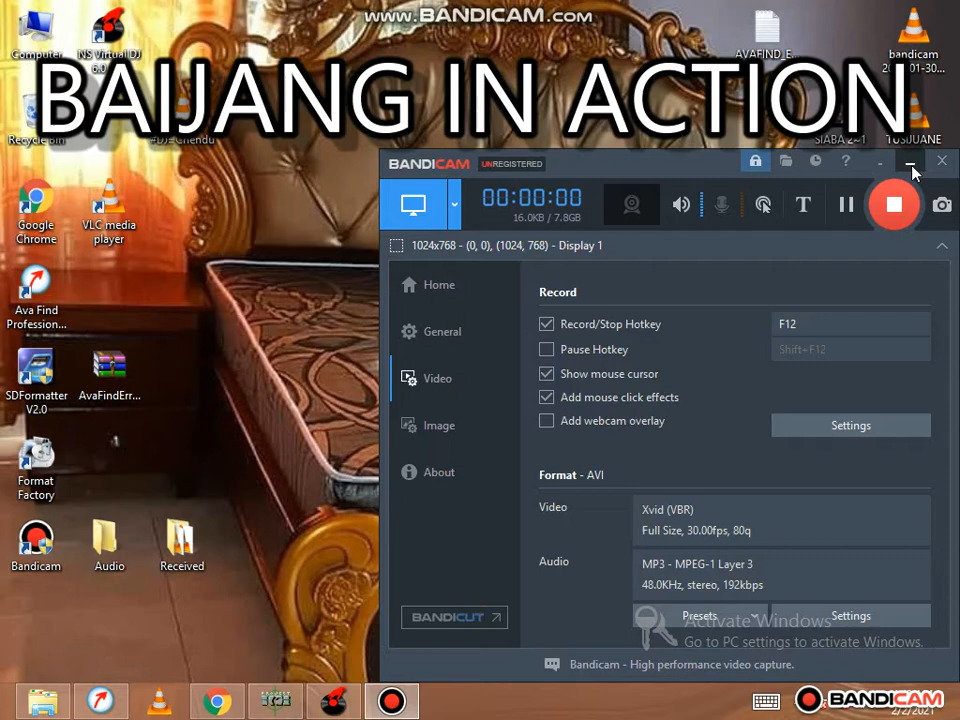 www.BANDICAM.com
Computer
NS Virtual DJ
6.0
AVAFIND_E...
bandicam
BAIJANG IN ACTION
SIABA 2~1
BANDICAM UNREGISTERED
00:00:00
16.0KB / 7.8GB
T
1024x768 - (0, 0), (1024, 768) - Display 1
Google
Chrome
VLC media
player
Ava Find
Profession...
SDFormatter
V2.0
AvaFindErr...
Format
Factory
Bandicam
Audio
Received
Home
General
Video
Image
About
BANDICUT
Record
Record/Stop Hotkey
F12
Pause Hotkey
Shift+F12
Show mouse cursor
Add mouse click effects
Add webcam overlay
Settings
Format - AVI
Video
Xvid (VBR)
Full Size, 30.00fps, 80q
Audio
MP3 - MPEG-1 Layer 3
48.0KHz, stereo, 192kbps
Presets
Settings
Activate Windows
Go to PC settings to activate Windows.
Bandicam - High performance video capture.
BANDICAM
2/2/2021